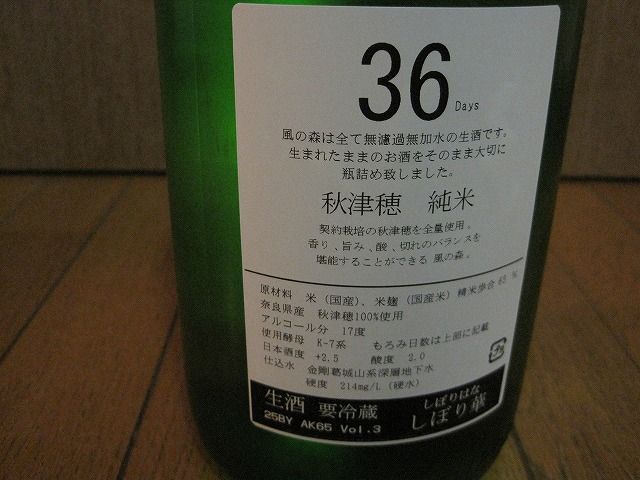 36 Days
風の森は全て無濾過無加水の生酒です。
生まれたままのお酒をそのまま大切に
瓶詰め致しました。
秋津穂 純米
契約栽培の秋津穂を全量使用。
香り、旨み、酸、切れのバランスを
堪能することができる 風の森。
原材料 米（国産）、米麹（国産米）精米歩合 65 %
奈良県産 秋津穂100%使用
アルコール分 17度
使用酵母 K-7系 もろみ日数は上部に記載
日本酒度 +2.5 酸度 2.0
仕込水 金剛葛城山系深層地下水
硬度 214mg/L（硬水）
生酒 要冷蔵
25BY AK65 Vol.3
しぼりはな
しぼり華